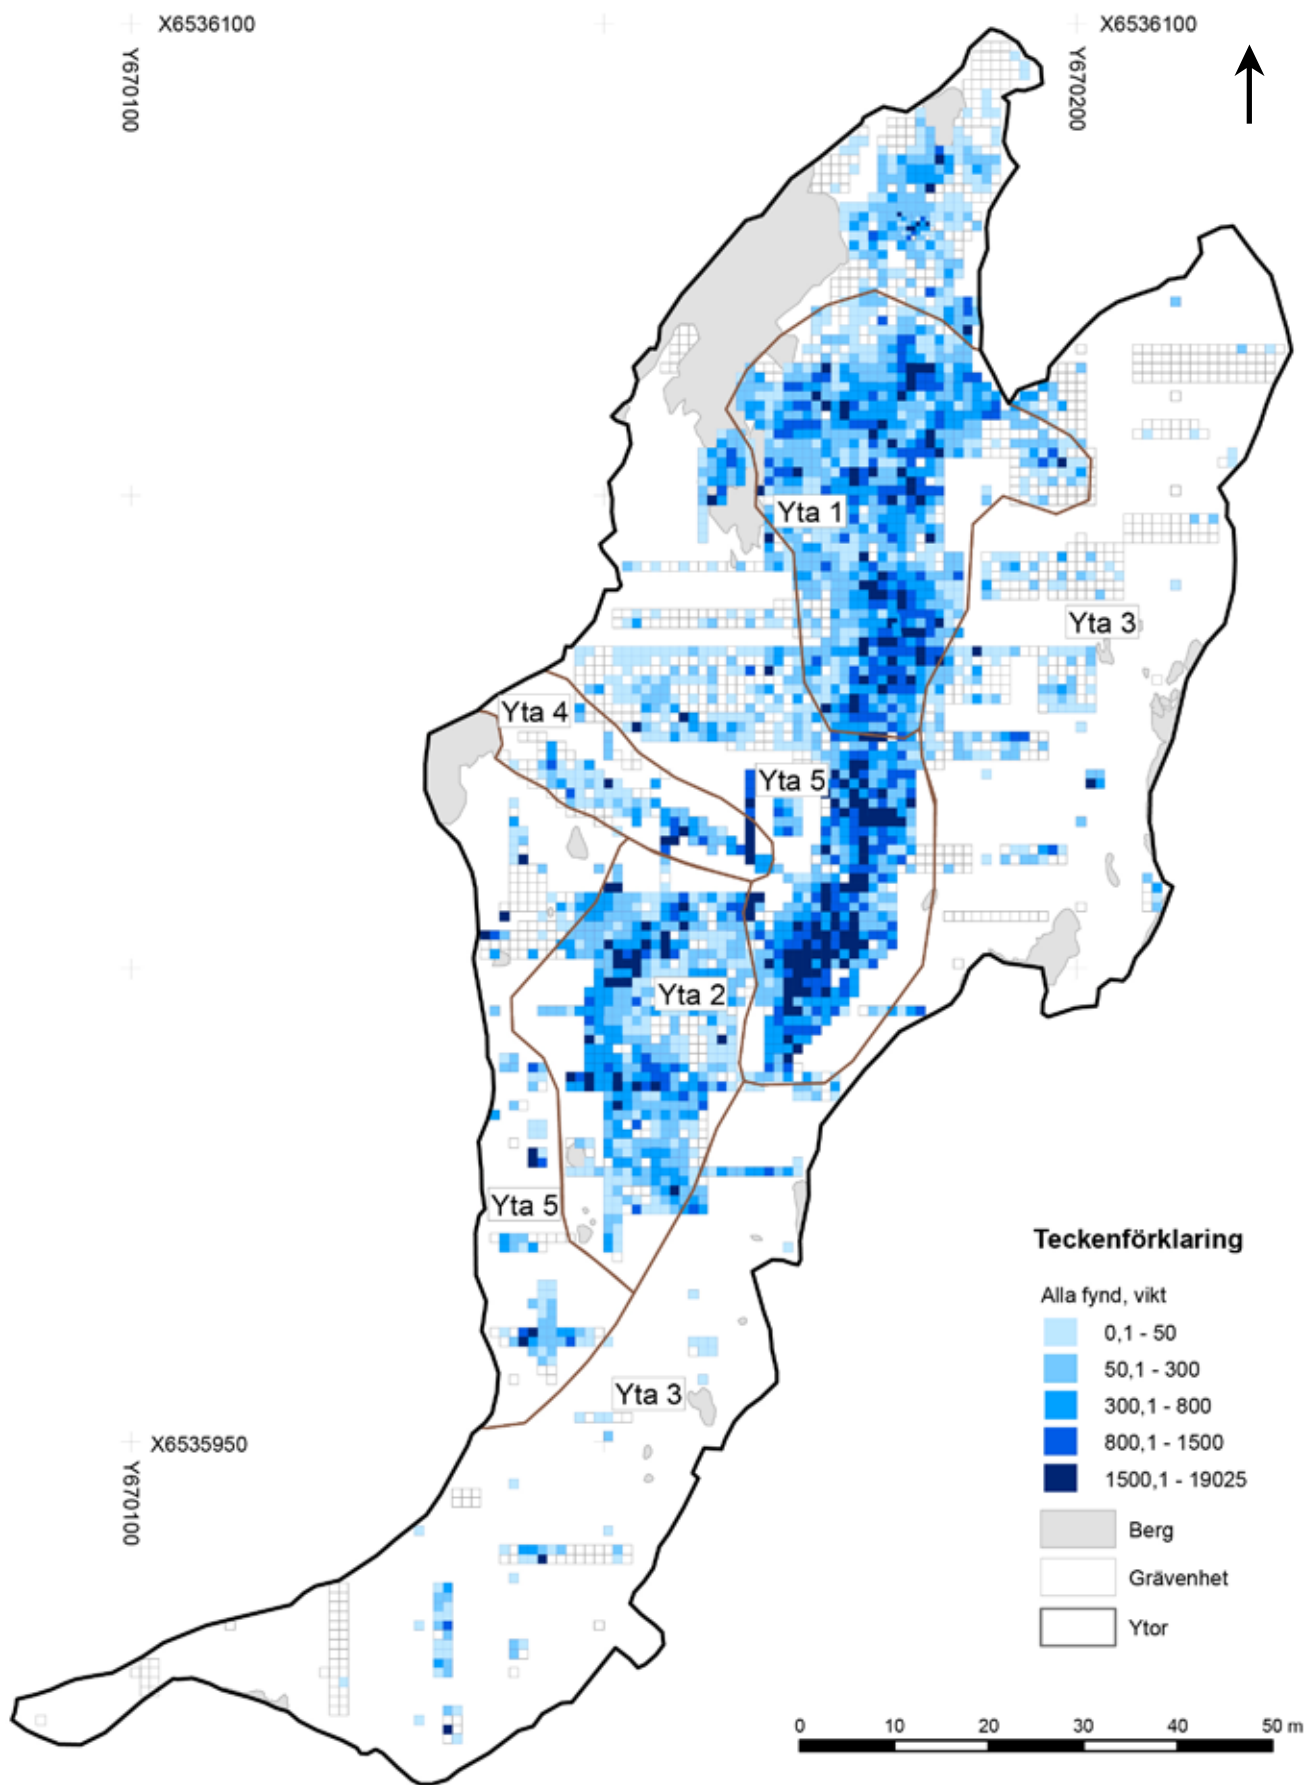 X6536100
X6536100
Y670100
Y670200
Yta 1
Yta 3
Yta 4
Yta 5
Yta 2
Yta 5
Yta 3
X6535950
Y670100
Teckenförklaring
Alla fynd, vikt
0,1 - 50
50,1 - 300
300,1 - 800
800,1 - 1500
1500,1 - 19025
Berg
Grävenhet
Ytor
0 10 20 30 40 50 m